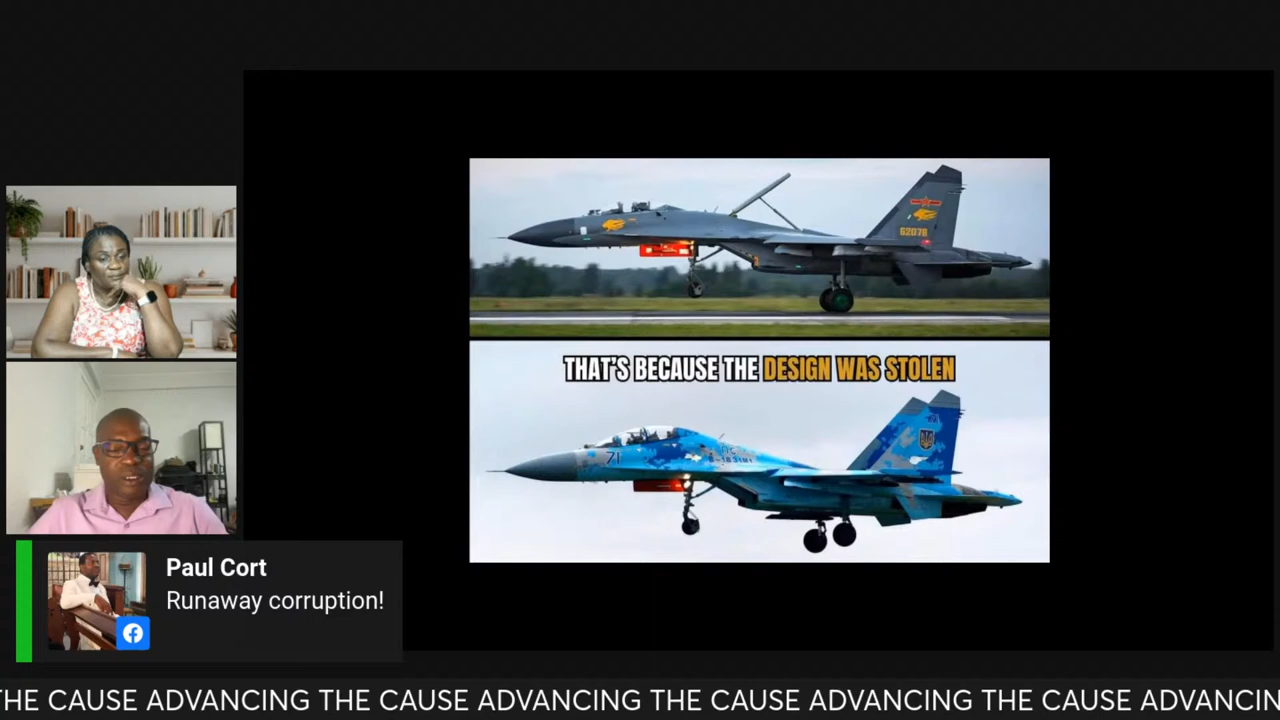 62078
THAT'S BECAUSE THE DESIGN WAS STOLEN
71
Paul Cort
Runaway corruption!
THE CAUSE ADVANCING THE CAUSE ADVANCING THE CAUSE ADVANCING THE CAUSE ADVANCIN